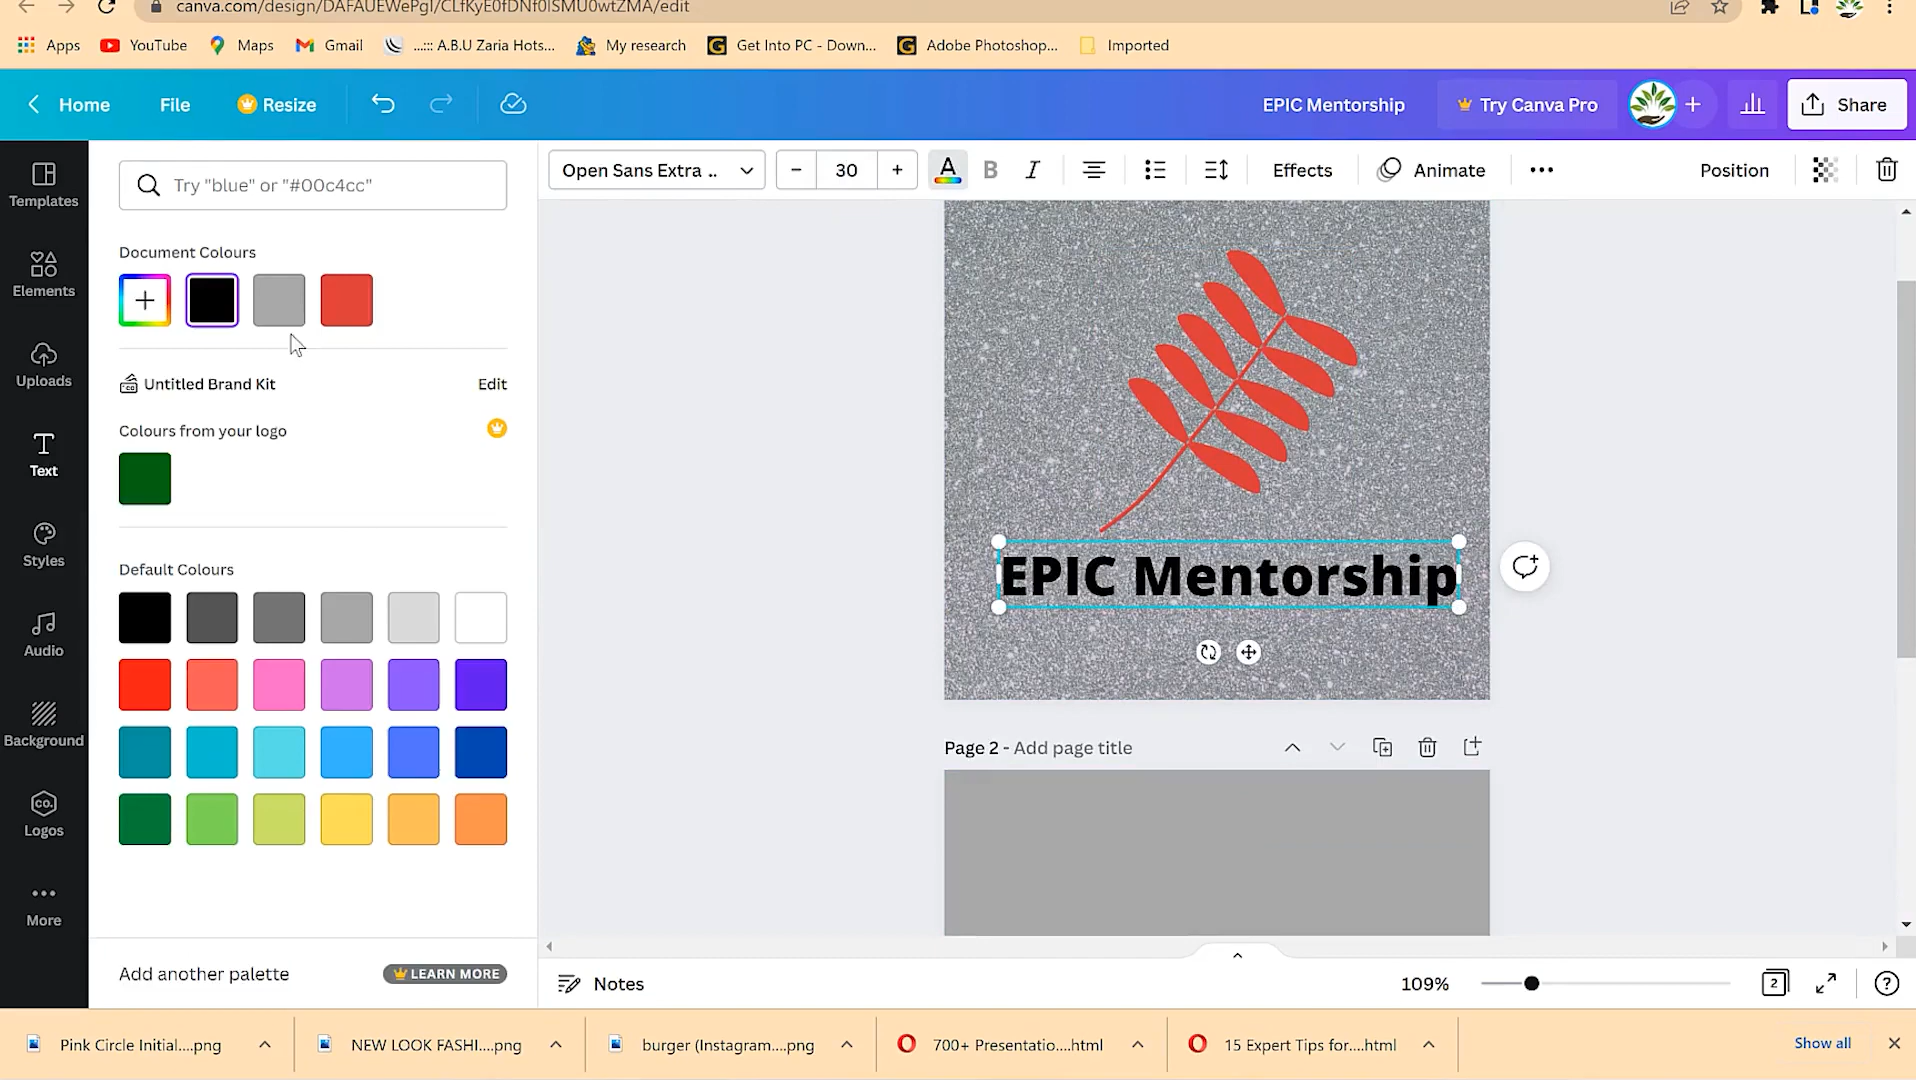 canva.com/design/DAFAUEWePgI/CLfKyE0fDNf0lSMU0wtZMA/edit
Apps
YouTube
Maps
Gmail
...::: A.B.U Zaria Hots...
My research
Get Into PC - Down...
Adobe Photoshop...
Imported
Home
File
Resize
EPIC Mentorship
Try Canva Pro
Share
Templates
Elements
Uploads
Text
Styles
Audio
Background
Logos
More
Try "blue" or "#00c4cc"
Document Colours
Untitled Brand Kit
Edit
Colours from your logo
Default Colours
Add another palette
LEARN MORE
Open Sans Extra ..
30
A
B
I
Effects
Animate
Position
EPIC Mentorship
Page 2 - Add page title
Notes
109%
2
Pink Circle Initial....png
NEW LOOK FASHI....png
burger (Instagram....png
700+ Presentatio....html
15 Expert Tips for....html
Show all